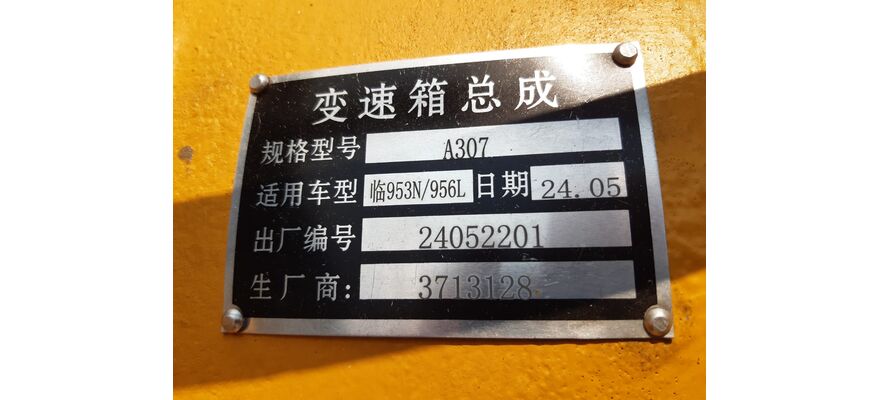 变速箱总成
规格型号 A307
适用车型 临953N/956L 日期 24.05
出厂编号 24052201
生厂商: 3713128